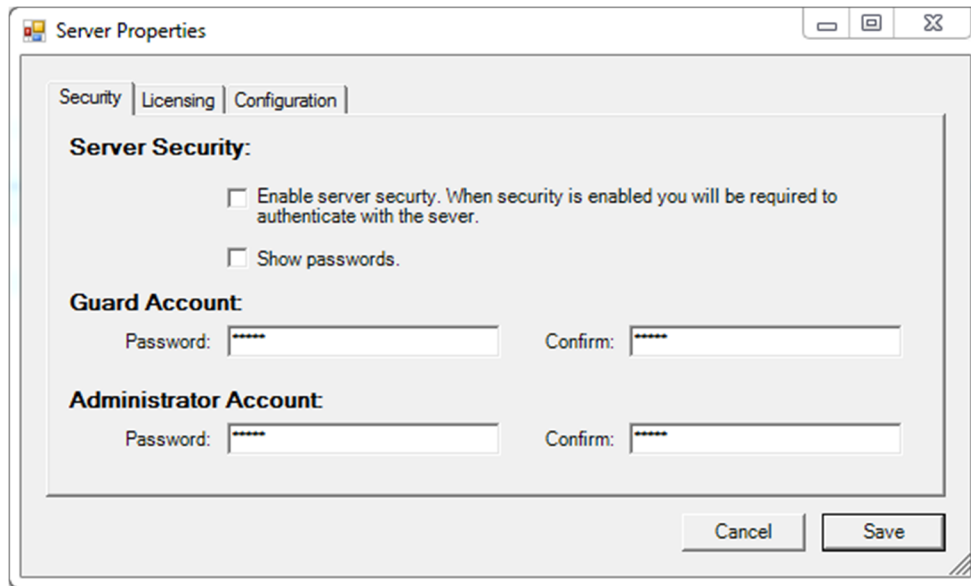 Server Properties
Security Licensing Configuration
Server Security:
Enable server securty. When security is enabled you will be required to
authenticate with the sever.
Show passwords.
Guard Account:
Password: ***** Confirm: *****
Administrator Account:
Password: ***** Confirm: *****
Cancel Save